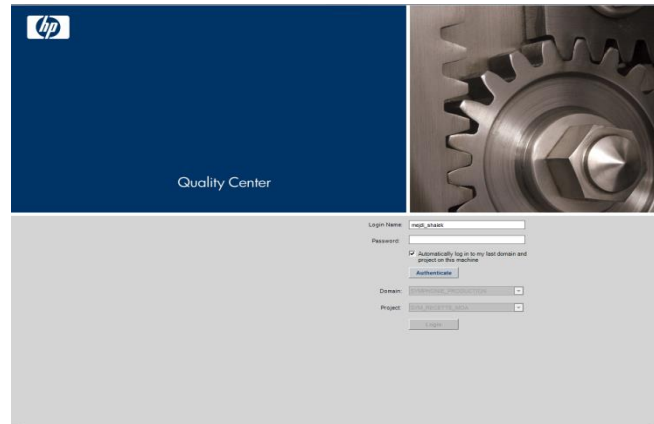 hp
Quality Center
Login Name:
Password:
Automatically log in to my last domain and
project on this machine
Authenticate
Domain:
Project:
Login